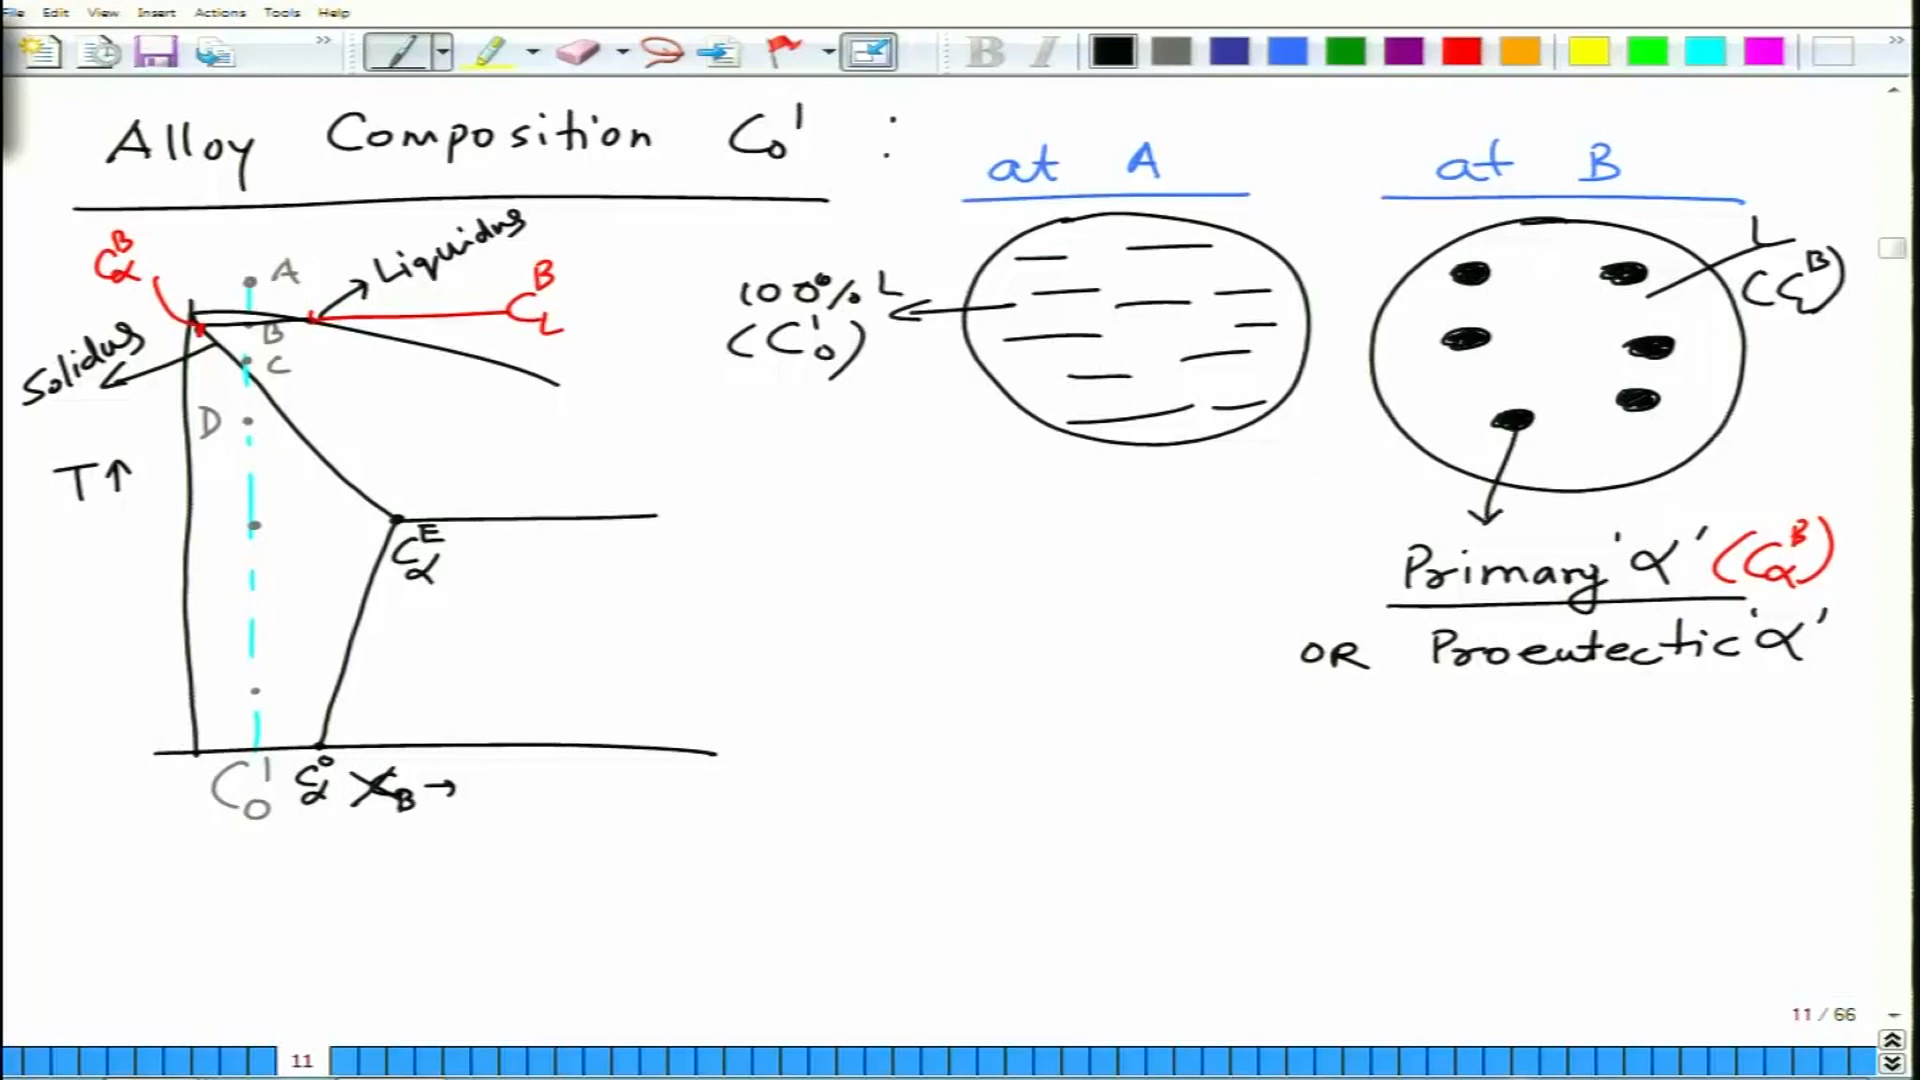 File Edit View Insert Actions Tools Help
B I
Alloy Composition C₀' :
at A
at B
Liquidus
Solidus
A
B
C
D
C_α^B
C_L^B
T↑
C_α^E
C₀'
C_α^0
X_B →
100% L
(C₀')
L
(C_L^B)
Primary 'α' (C_α^B)
OR Proeutectic 'α'
11 / 66
11